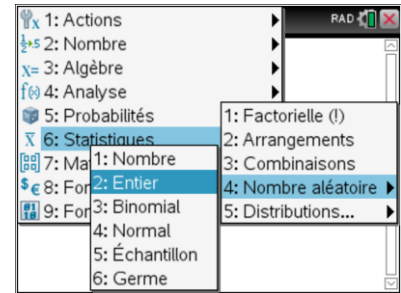 1: Actions
RAD
2: Nombre
3: Algèbre
4: Analyse
5: Probabilités
1: Factorielle (!)
6: Statistiques
2: Arrangements
7: Ma
1: Nombre
3: Combinaisons
8: For
2: Entier
4: Nombre aléatoire
9: For
3: Binomial
5: Distributions...
4: Normal
5: Échantillon
6: Germe